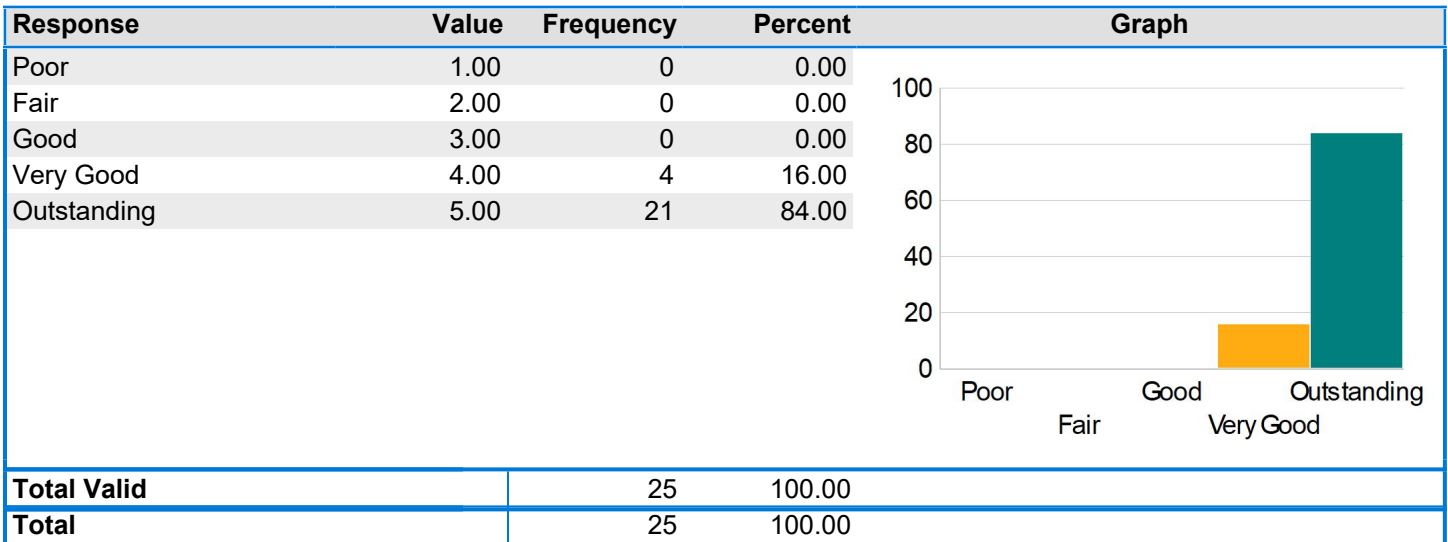 Response Value Frequency Percent Graph
Poor 1.00 0 0.00
Fair 2.00 0 0.00
Good 3.00 0 0.00
Very Good 4.00 4 16.00
Outstanding 5.00 21 84.00
100
80
60
40
20
0
Poor Good Outstanding
Fair Very Good
Total Valid 25 100.00
Total 25 100.00